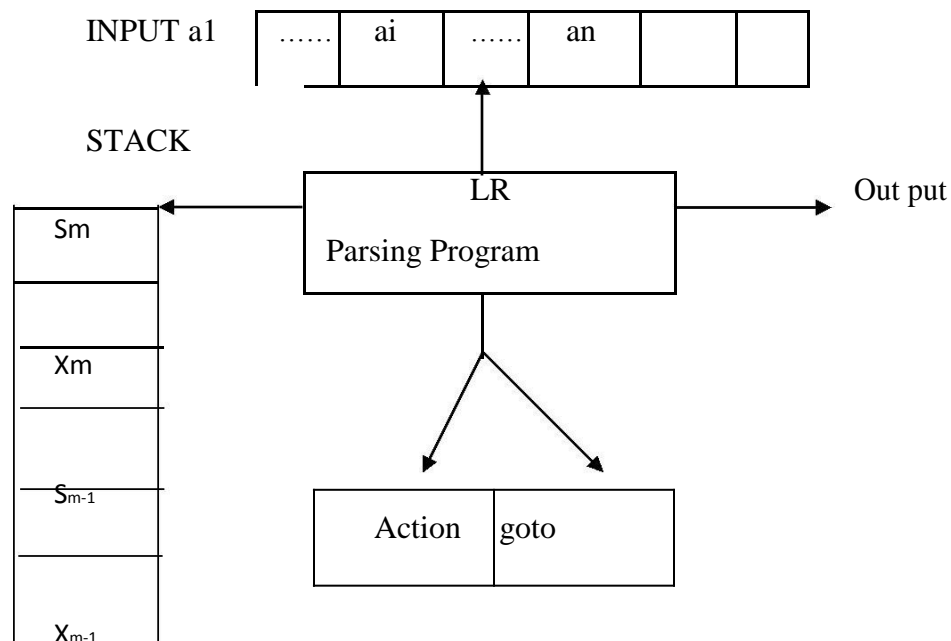 INPUT a1 …… ai …… an
STACK
LR
Parsing Program
Out put
Sm
Xm
Sm-1
Xm-1
Action goto